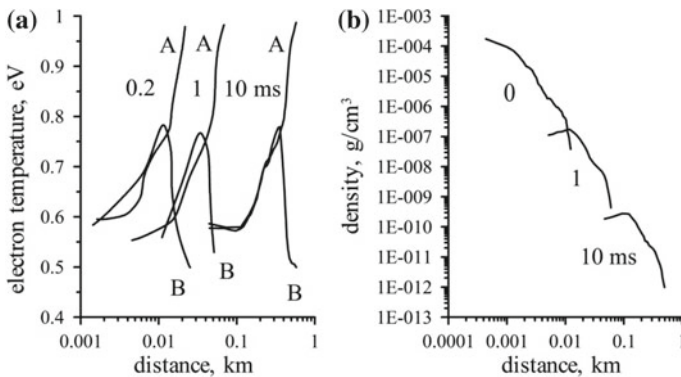 (a)
electron temperature, eV
1
0.9
0.8
0.7
0.6
0.5
0.4
A A A
0.2 1 10 ms
B B B
0.001 0.01 0.1 1
distance, km
(b)
density, g/cm³
1E-003
1E-004
1E-005
1E-006
1E-007
1E-008
1E-009
1E-010
1E-011
1E-012
1E-013
0
1
10 ms
0.0001 0.001 0.01 0.1 1
distance, km